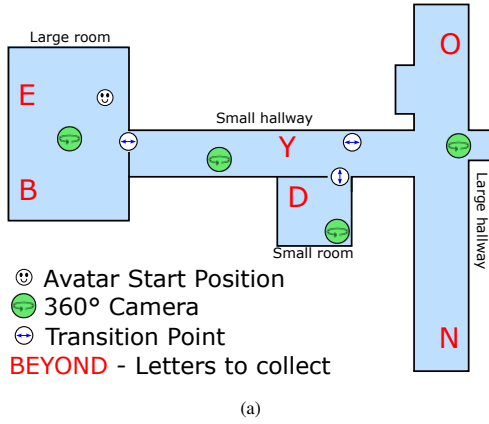 Large room
O
E
Small hallway
Y
B
D
Large hallway
Small room
N
Avatar Start Position
360° Camera
Transition Point
BEYOND - Letters to collect
(a)